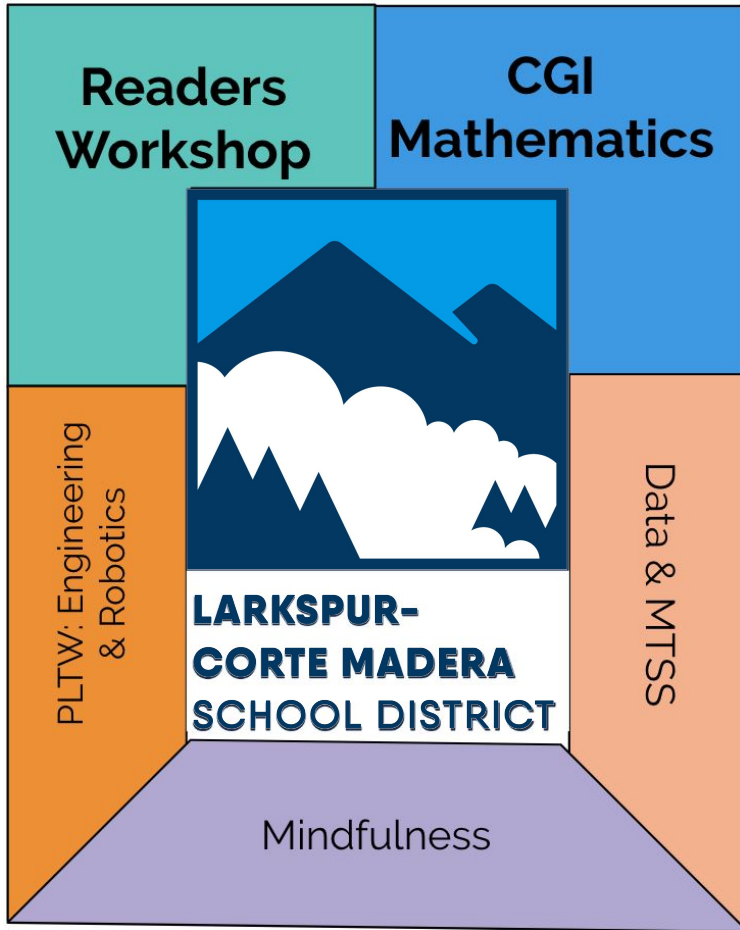 Readers
Workshop
CGI
Mathematics
PLTW: Engineering
& Robotics
Data & MTSS
LARKSPUR-
CORTE MADERA
SCHOOL DISTRICT
Mindfulness